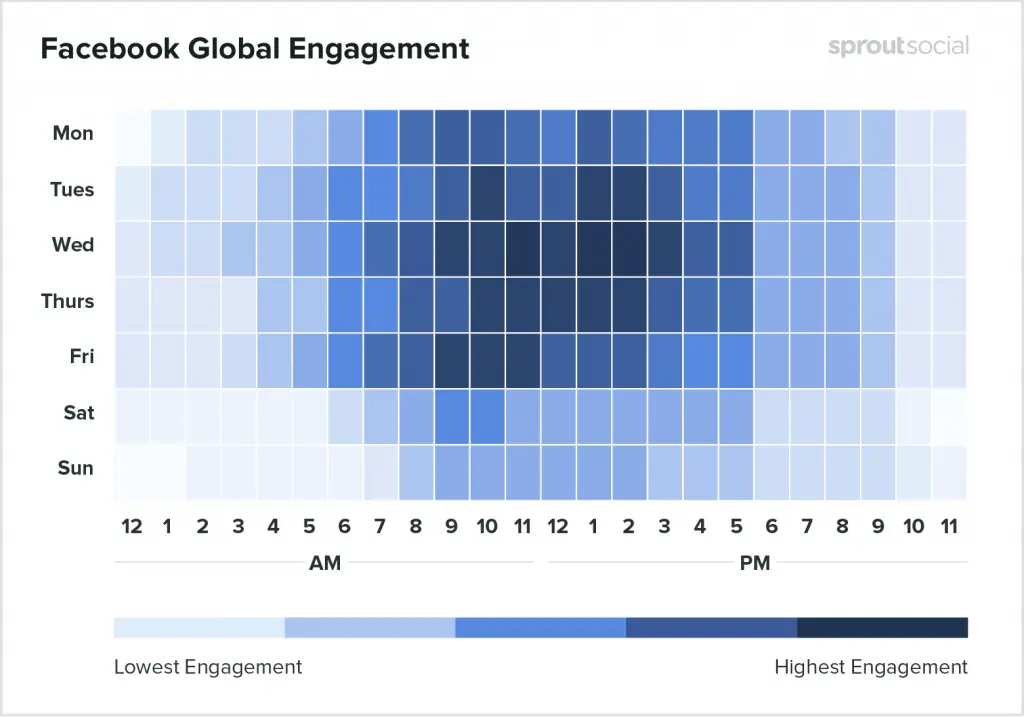 Facebook Global Engagement
sproutsocial
Mon
Tues
Wed
Thurs
Fri
Sat
Sun
12 1 2 3 4 5 6 7 8 9 10 11 12 1 2 3 4 5 6 7 8 9 10 11
AM PM
Lowest Engagement Highest Engagement